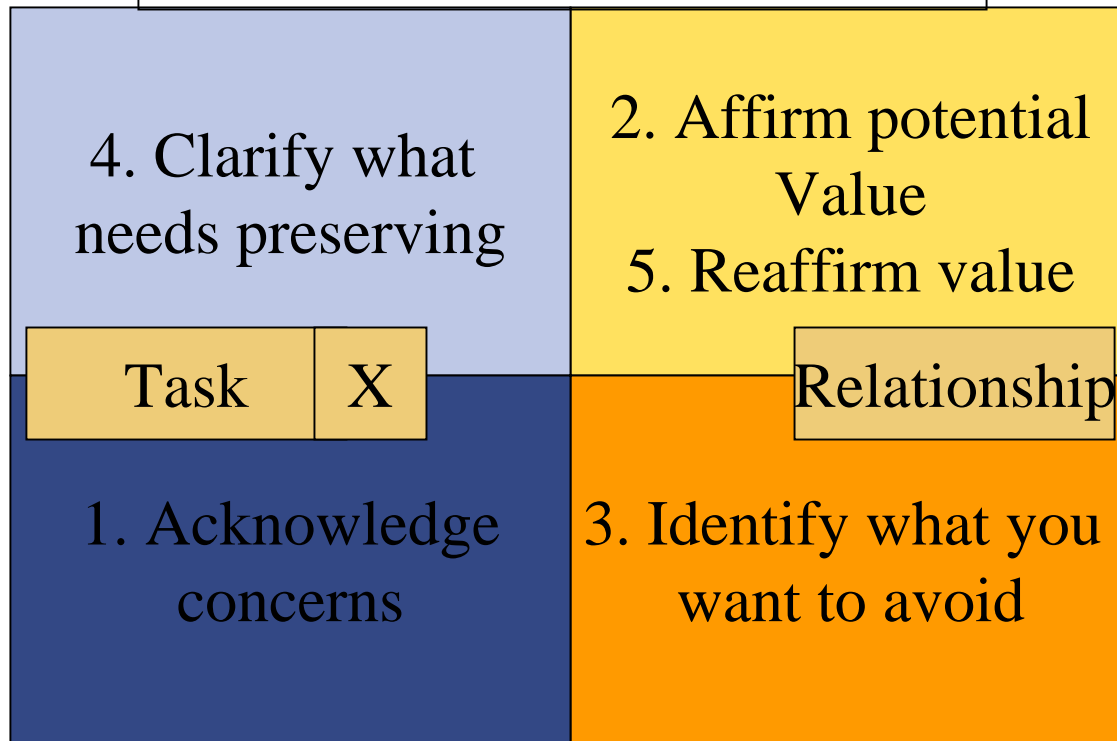 4. Clarify what
needs preserving
2. Affirm potential
Value
5. Reaffirm value
Task
X
Relationship
1. Acknowledge
concerns
3. Identify what you
want to avoid